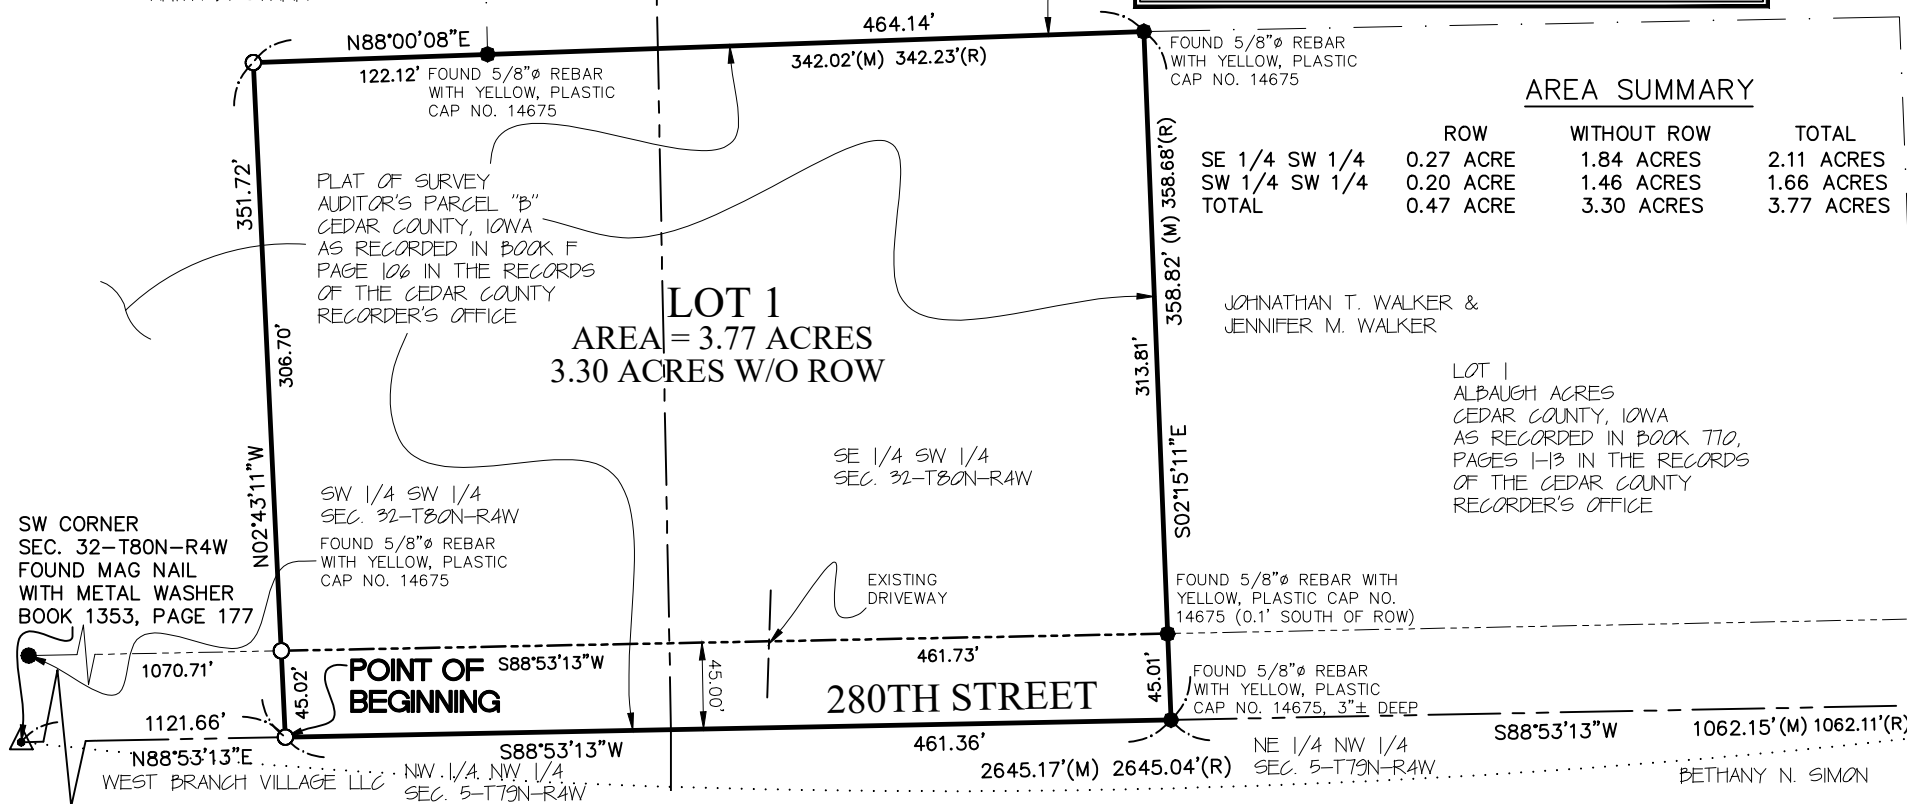 464.14'
N88°00'08"E
122.12'
342.02'(M) 342.23'(R)
FOUND 5/8"ø REBAR
WITH YELLOW, PLASTIC
CAP NO. 14675
FOUND 5/8"ø REBAR
WITH YELLOW, PLASTIC
CAP NO. 14675
AREA SUMMARY
ROW WITHOUT ROW TOTAL
SE 1/4 SW 1/4 0.27 ACRE 1.84 ACRES 2.11 ACRES
SW 1/4 SW 1/4 0.20 ACRE 1.46 ACRES 1.66 ACRES
TOTAL 0.47 ACRE 3.30 ACRES 3.77 ACRES
351.72'
306.70'
N02°43'11"W
PLAT OF SURVEY
AUDITOR'S PARCEL "B"
CEDAR COUNTY, IOWA
AS RECORDED IN BOOK F
PAGE 106 IN THE RECORDS
OF THE CEDAR COUNTY
RECORDER'S OFFICE
LOT 1
AREA = 3.77 ACRES
3.30 ACRES W/O ROW
358.82' (M) 358.68'(R)
313.81'
S02°15'11"E
JOHNATHAN T. WALKER &
JENNIFER M. WALKER
LOT 1
ALBAUGH ACRES
CEDAR COUNTY, IOWA
AS RECORDED IN BOOK 770,
PAGES 1-13 IN THE RECORDS
OF THE CEDAR COUNTY
RECORDER'S OFFICE
SE 1/4 SW 1/4
SEC. 32-T80N-R4W
SW 1/4 SW 1/4
SEC. 32-T80N-R4W
FOUND 5/8"ø REBAR
WITH YELLOW, PLASTIC
CAP NO. 14675
SW CORNER
SEC. 32-T80N-R4W
FOUND MAG NAIL
WITH METAL WASHER
BOOK 1353, PAGE 177
EXISTING
DRIVEWAY
FOUND 5/8"ø REBAR WITH
YELLOW, PLASTIC CAP NO.
14675 (0.1' SOUTH OF ROW)
1070.71'
S88°53'13"W
461.73'
45.02'
POINT OF
BEGINNING
45.00'
280TH STREET
45.01'
FOUND 5/8"ø REBAR
WITH YELLOW, PLASTIC
CAP NO. 14675, 3"± DEEP
1121.66'
N88°53'13"E
S88°53'13"W
461.36'
S88°53'13"W
1062.15'(M) 1062.11'(R)
2645.17'(M) 2645.04'(R)
WEST BRANCH VILLAGE LLC
NW 1/4 NW 1/4
SEC. 5-T79N-R4W
NE 1/4 NW 1/4
SEC. 5-T79N-R4W
BETHANY N. SIMON